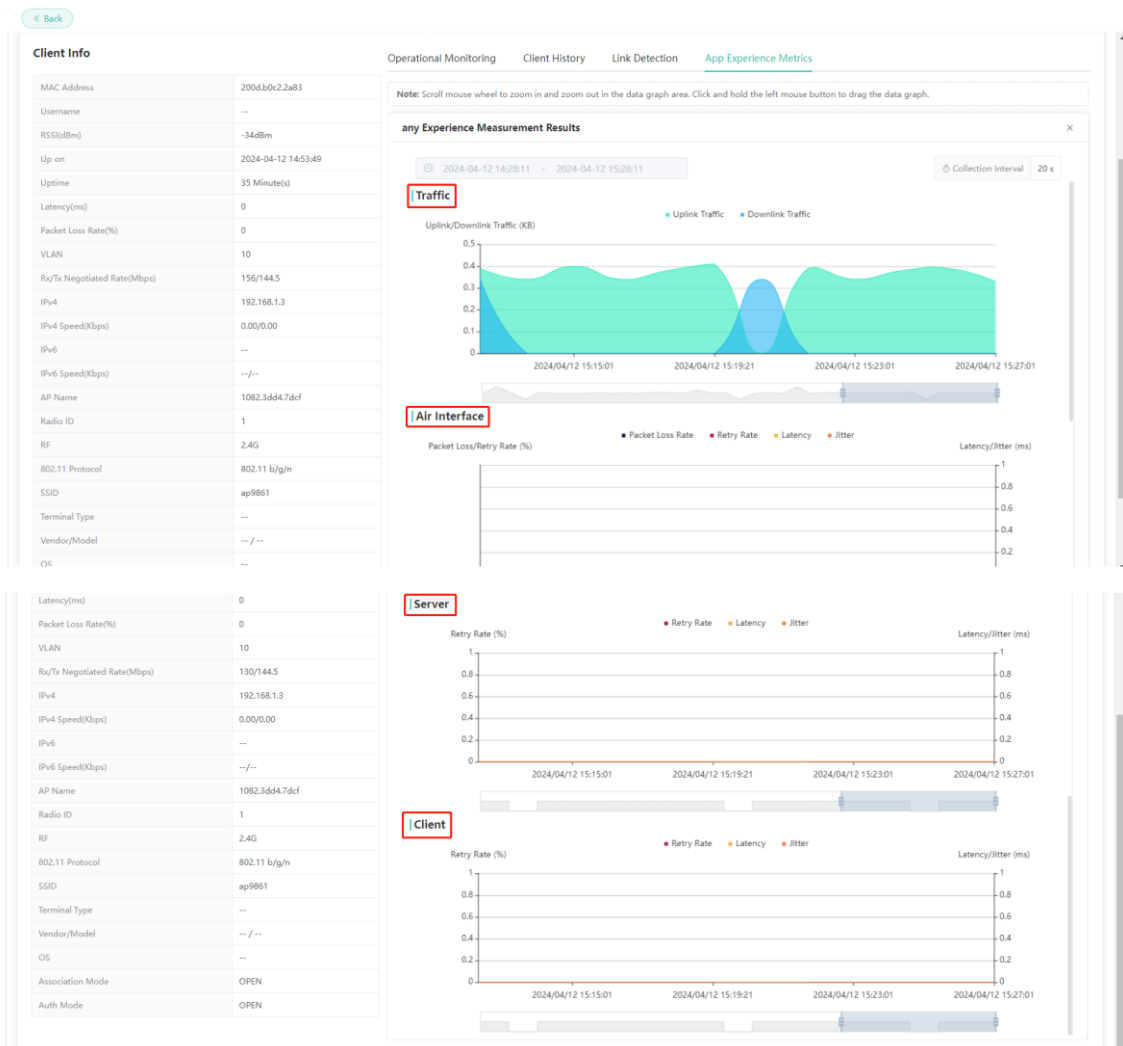 « Back
Client Info
MAC Address 200d.b0c2.2a83
Username --
RSSI(dBm) -34dBm
Up on 2024-04-12 14:53:49
Uptime 35 Minute(s)
Latency(ms) 0
Packet Loss Rate(%) 0
VLAN 10
Rx/Tx Negotiated Rate(Mbps) 156/144.5
IPv4 192.168.1.3
IPv4 Speed(Kbps) 0.00/0.00
IPv6 --
IPv6 Speed(Kbps) --/--
AP Name 1082.3dd4.7dcf
Radio ID 1
RF 2.4G
802.11 Protocol 802.11 b/g/n
SSID ap9861
Terminal Type --
Vendor/Model -- / --
OS --
Operational Monitoring Client History Link Detection App Experience Metrics
Note: Scroll mouse wheel to zoom in and zoom out in the data graph area. Click and hold the left mouse button to drag the data graph.
any Experience Measurement Results ×
2024-04-12 14:28:11 - 2024-04-12 15:28:11 Collection Interval 20 s
Traffic
Uplink Traffic Downlink Traffic
Uplink/Downlink Traffic (KB)
0.5
0.4
0.3
0.2
0.1
0
2024/04/12 15:15:01 2024/04/12 15:19:21 2024/04/12 15:23:01 2024/04/12 15:27:01
Air Interface
Packet Loss Rate Retry Rate Latency Jitter
Packet Loss/Retry Rate (%) Latency/Jitter (ms)
1
0.8
0.6
0.4
0.2
Latency(ms) 0
Packet Loss Rate(%) 0
VLAN 10
Rx/Tx Negotiated Rate(Mbps) 130/144.5
IPv4 192.168.1.3
IPv4 Speed(Kbps) 0.00/0.00
IPv6 --
IPv6 Speed(Kbps) --/--
AP Name 1082.3dd4.7dcf
Radio ID 1
RF 2.4G
802.11 Protocol 802.11 b/g/n
SSID ap9861
Terminal Type --
Vendor/Model -- / --
OS --
Association Mode OPEN
Auth Mode OPEN
Server
Retry Rate Latency Jitter
Retry Rate (%) Latency/Jitter (ms)
1 1
0.8 0.8
0.6 0.6
0.4 0.4
0.2 0.2
0 0
2024/04/12 15:15:01 2024/04/12 15:19:21 2024/04/12 15:23:01 2024/04/12 15:27:01
Client
Retry Rate Latency Jitter
Retry Rate (%) Latency/Jitter (ms)
1 1
0.8 0.8
0.6 0.6
0.4 0.4
0.2 0.2
0 0
2024/04/12 15:15:01 2024/04/12 15:19:21 2024/04/12 15:23:01 2024/04/12 15:27:01